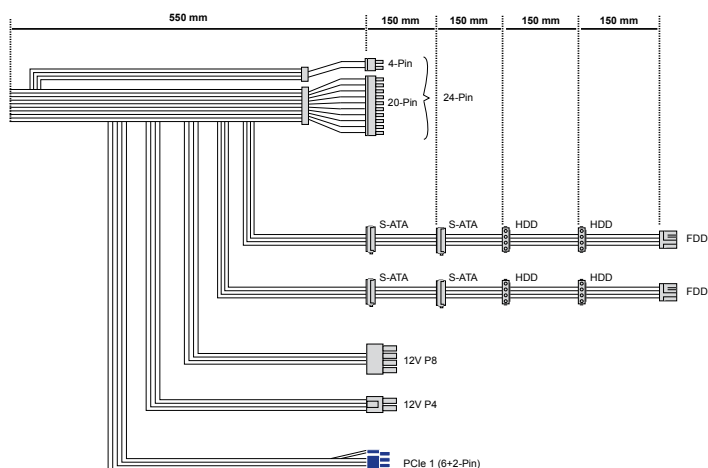 550 mm 150 mm 150 mm 150 mm 150 mm
4-Pin
20-Pin 24-Pin
S-ATA S-ATA HDD HDD
FDD
S-ATA S-ATA HDD HDD
FDD
12V P8
12V P4
PCIe 1 (6+2-Pin)